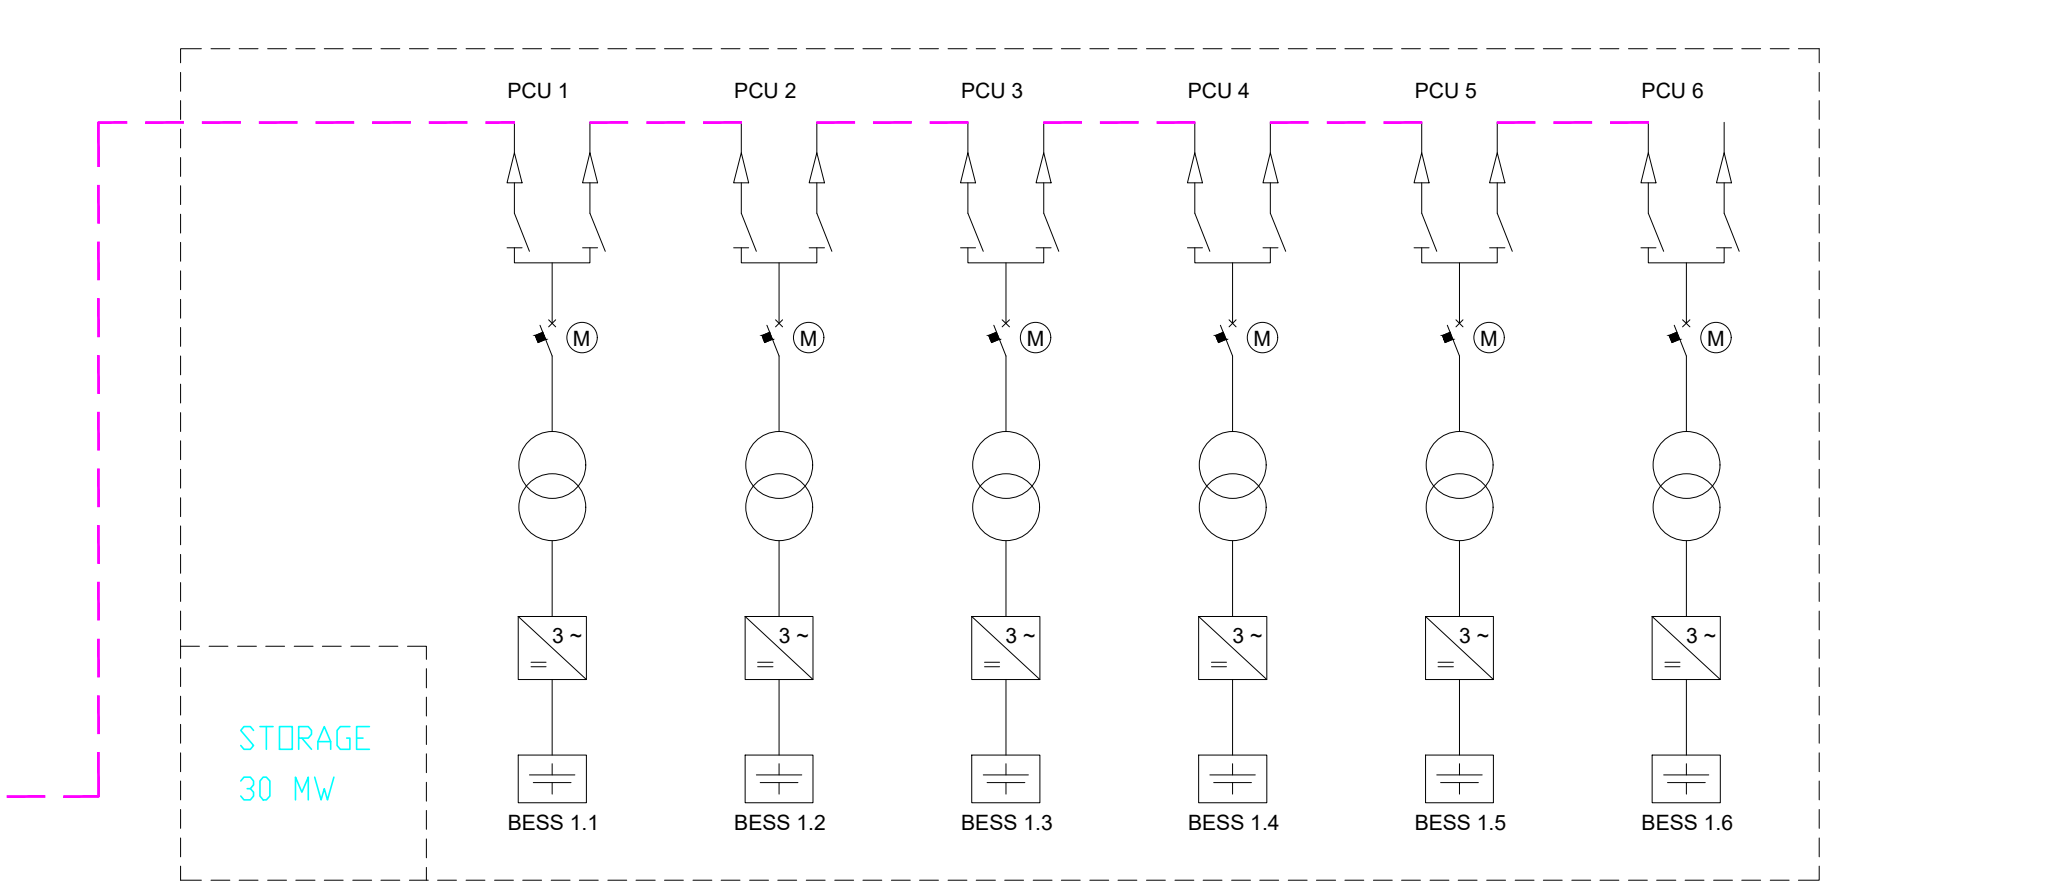 PCU 1 PCU 2 PCU 3 PCU 4 PCU 5 PCU 6
M M M M M M
3 ~ 3 ~ 3 ~ 3 ~ 3 ~ 3 ~
STORAGE
30 MW
BESS 1.1 BESS 1.2 BESS 1.3 BESS 1.4 BESS 1.5 BESS 1.6